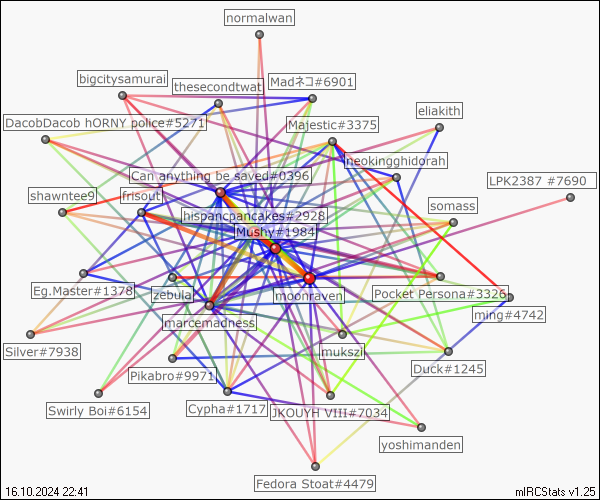 normalwan
bigcitysamurai
thesecondtwat
Madネコ#6901
DacobDacob hORNY police#5271
Majestic#3375
eliakith
neokingghidorah
Can anything be saved#0396
LPK2387 #7690
shawntee9
frisout
hispancpancakes#2928
somass
Mushy#1984
Eg.Master#1378
zebulal
moonraven
Pocket Persona#3326
marcemadness
ming#4742
Silver#7938
mukszil
Pikabro#9971
Duck#1245
Swirly Boi#6154
Cypha#1717
JKOUYH VIII#7034
yoshimanden
Fedora Stoat#4479
16.10.2024 22:41
mIRCStats v1.25